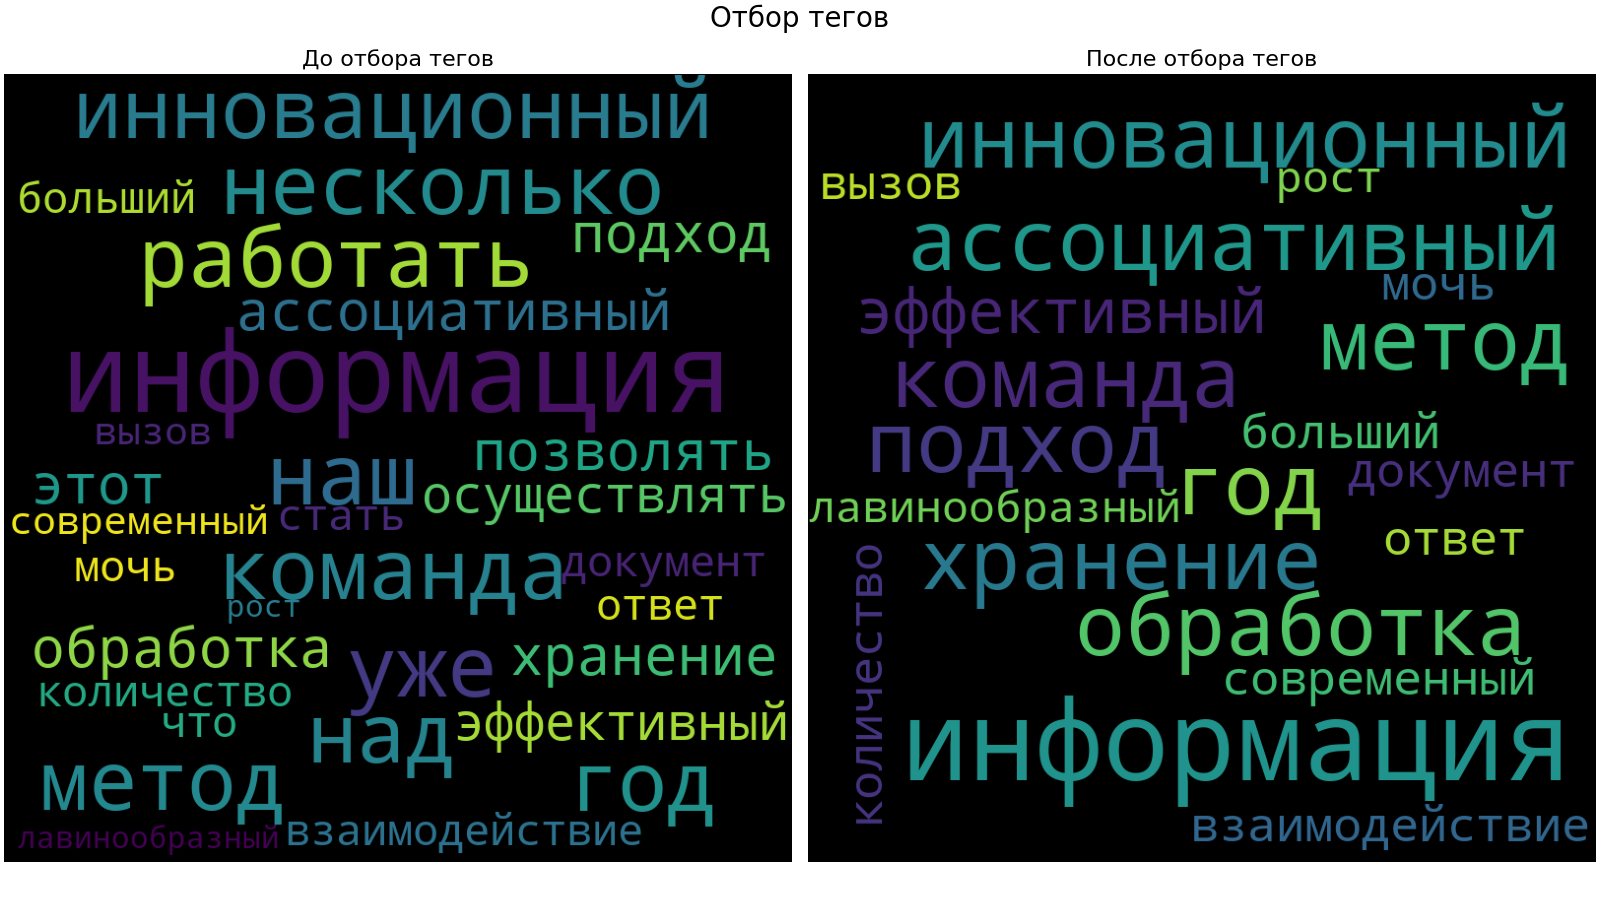 Отбор тегов
До отбора тегов
инновационный
больший несколько
работать подход
ассоциативный
информация
вызов
наш позволять
этот осуществлять
современный стать
мочь команда документ
рост ответ
обработка уже хранение
количество
что над эффективный
метод год
лавинообразный взаимодействие
После отбора тегов
инновационный
вызов рост
ассоциативный
мочь
эффективный
метод
команда
подход больший
год документ
лавинообразный
ответ
хранение
количество
обработка
современный
информация
взаимодействие